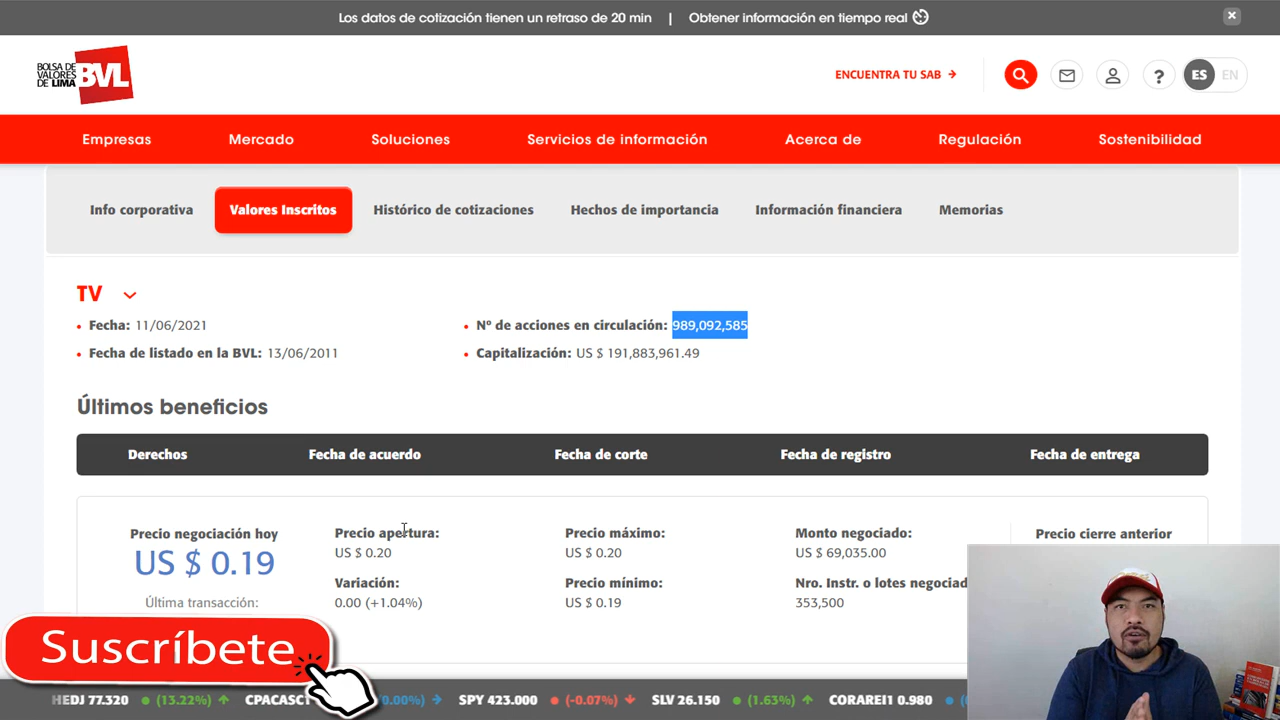 Los datos de cotización tienen un retraso de 20 min | Obtener información en tiempo real
BOLSA DE
VALORES
DE LIMA
BVL
ENCUENTRA TU SAB
?
ES EN
Empresas Mercado Soluciones Servicios de información Acerca de Regulación Sostenibilidad
Info corporativa Valores Inscritos Histórico de cotizaciones Hechos de importancia Información financiera Memorias
TV
• Fecha: 11/06/2021
• Nº de acciones en circulación: 989,092,585
• Fecha de listado en la BVL: 13/06/2011
• Capitalización: US $ 191,883,961.49
Últimos beneficios
Derechos Fecha de acuerdo Fecha de corte Fecha de registro Fecha de entrega
Precio negociación hoy
US $ 0.19
Última transacción:
Precio apertura:
US $ 0.20
Variación:
0.00 (+1.04%)
Precio máximo:
US $ 0.20
Precio mínimo:
US $ 0.19
Monto negociado:
US $ 69,035.00
Nro. Instr. o lotes
353,500
Precio cierre anterior
Suscríbete
HEDJ 77.320 (13.22%) (0.00%) SPY 423.000 (-0.07%) SLV 26.150 (1.63%) CORAREI1 0.980